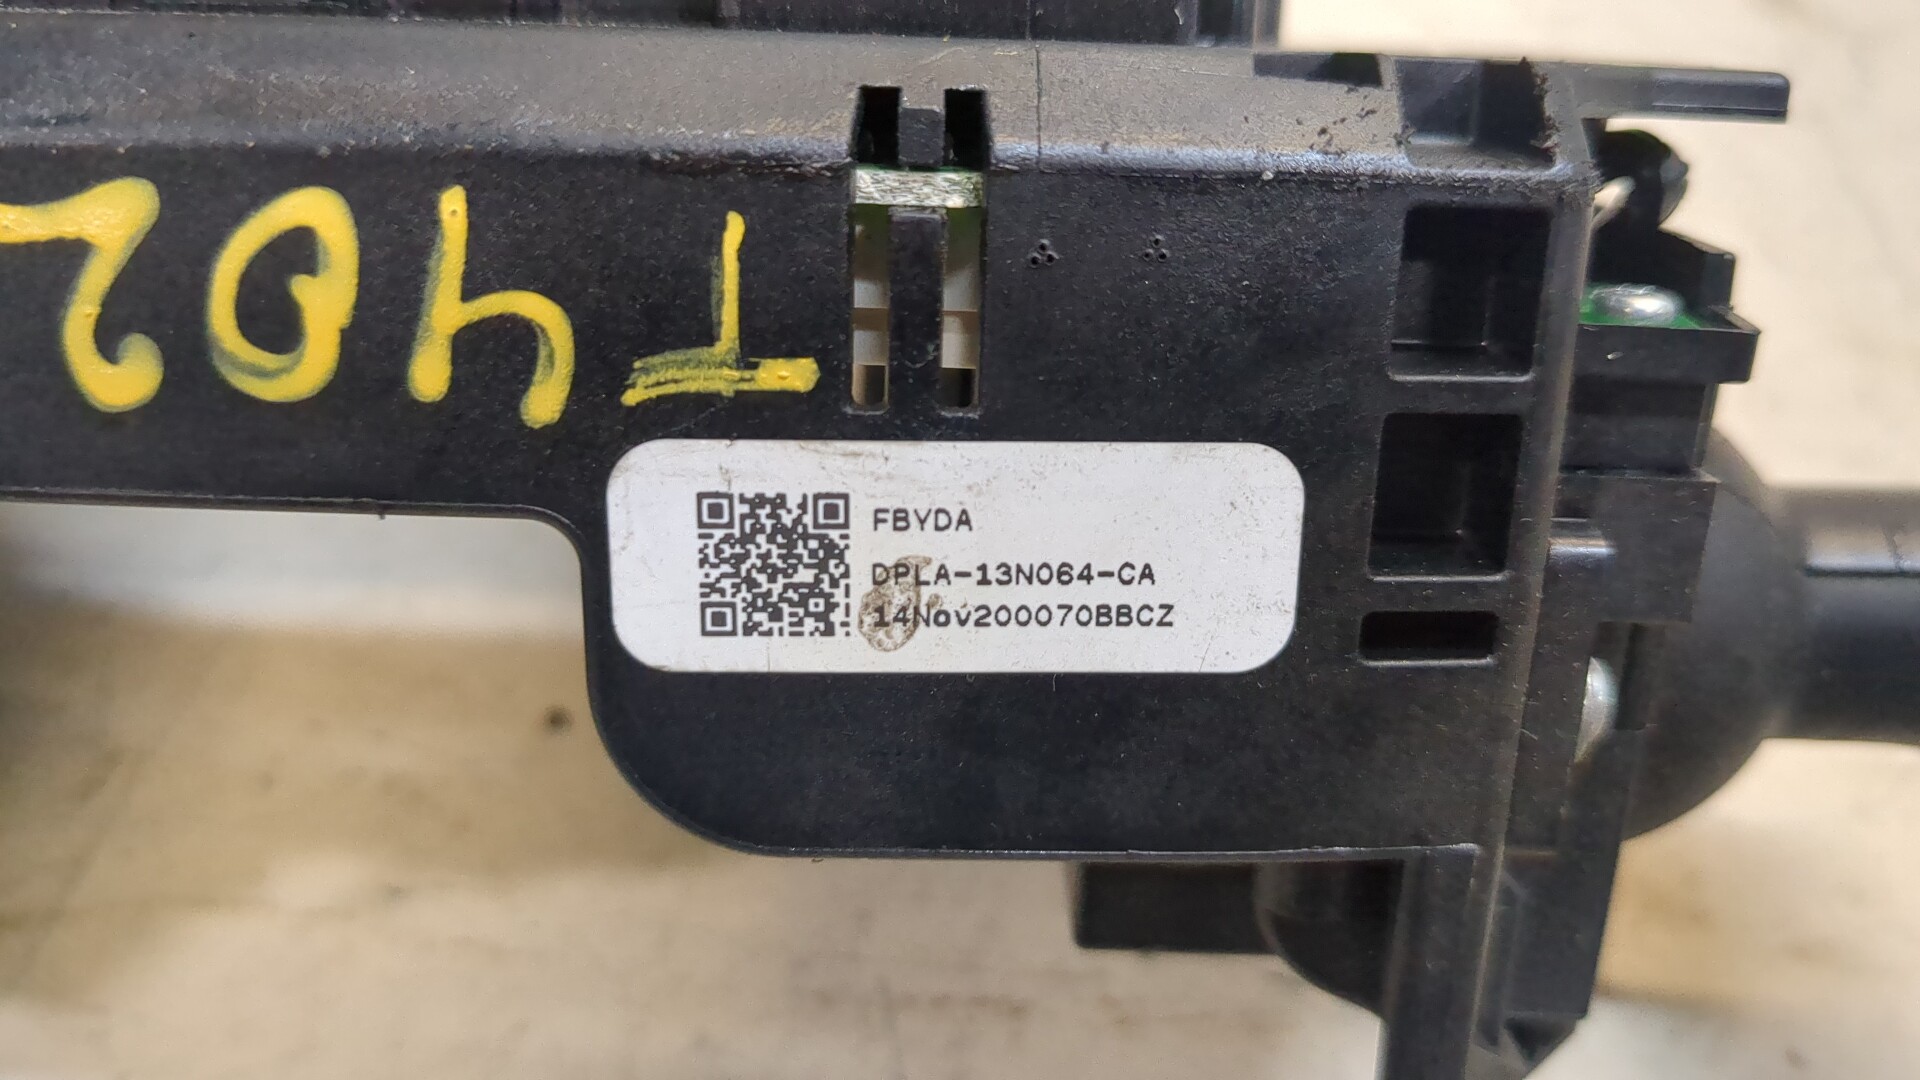 T402
FBYDA
DPLA-13N064-CA
14Nov200070BBCZ